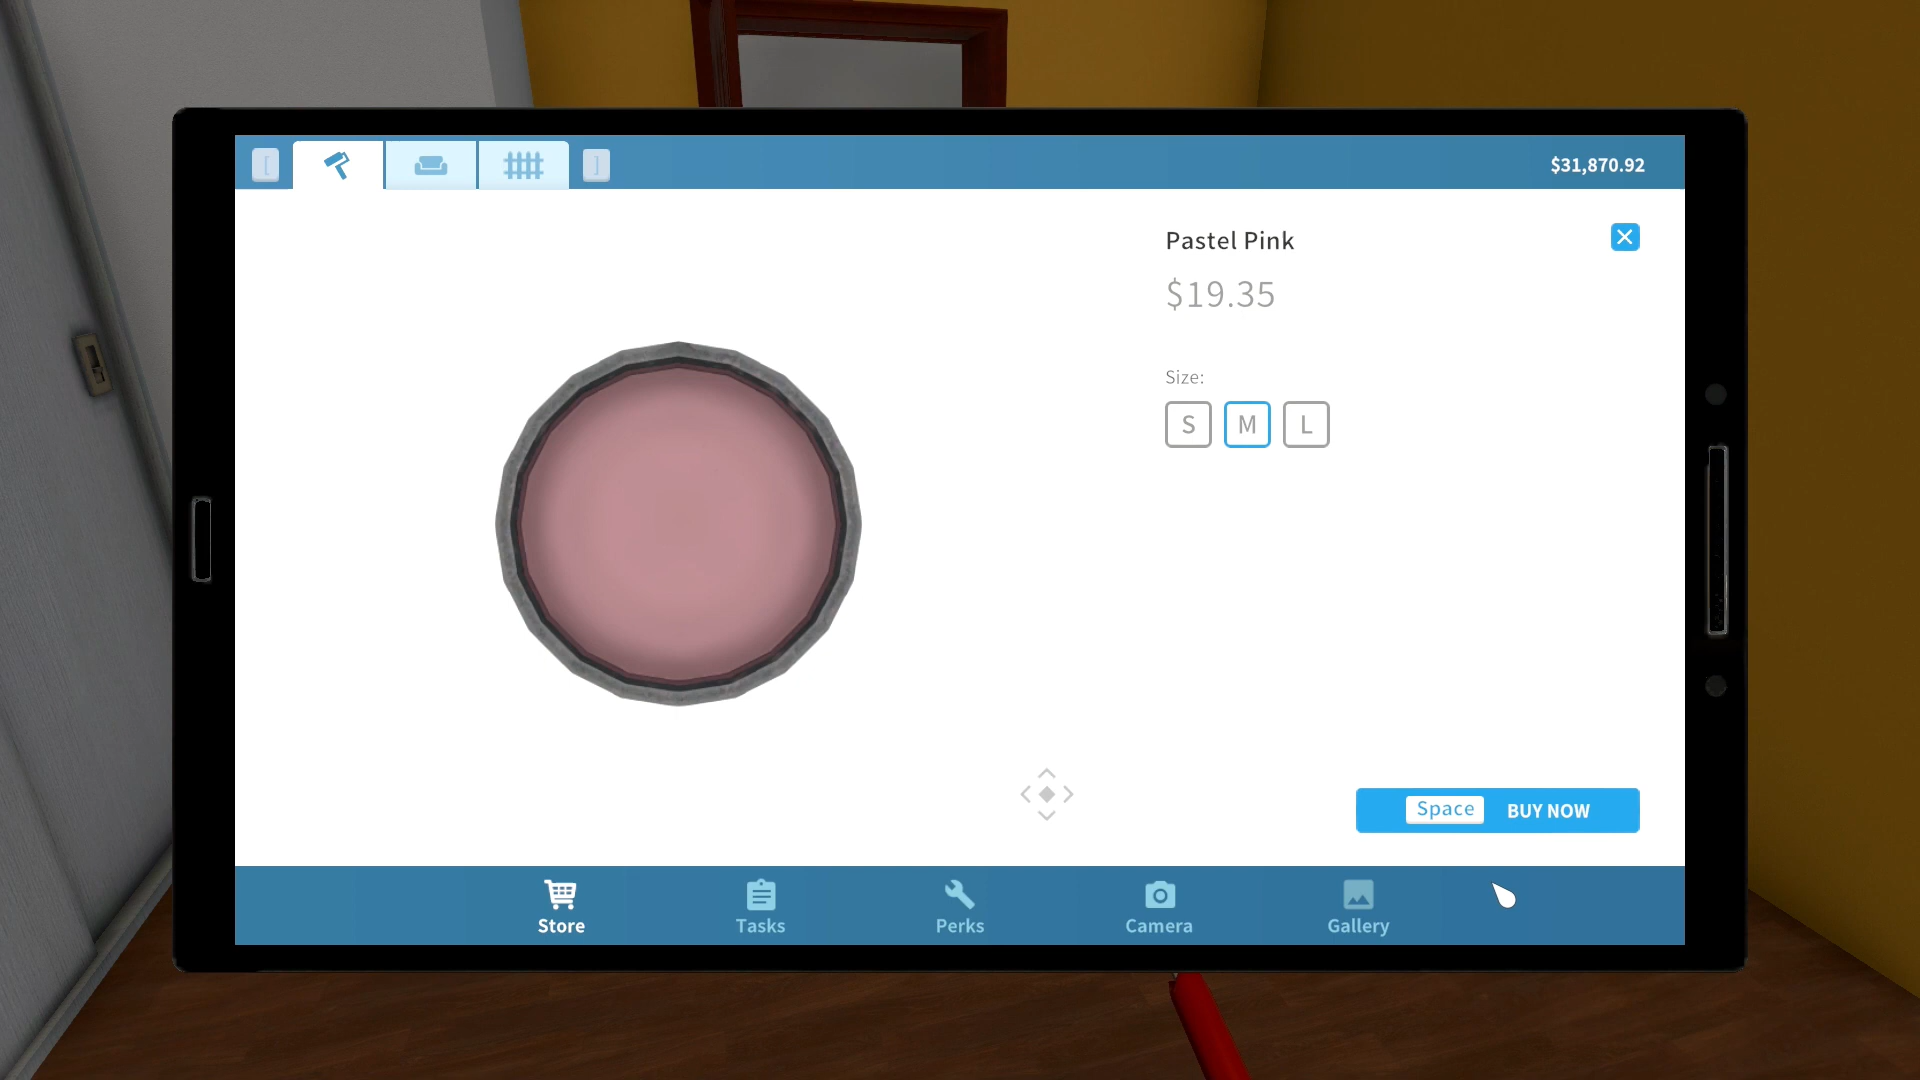 [
]
$31,870.92
Pastel Pink
$19.35
Size:
S M L
Space BUY NOW
Store Tasks Perks Camera Gallery